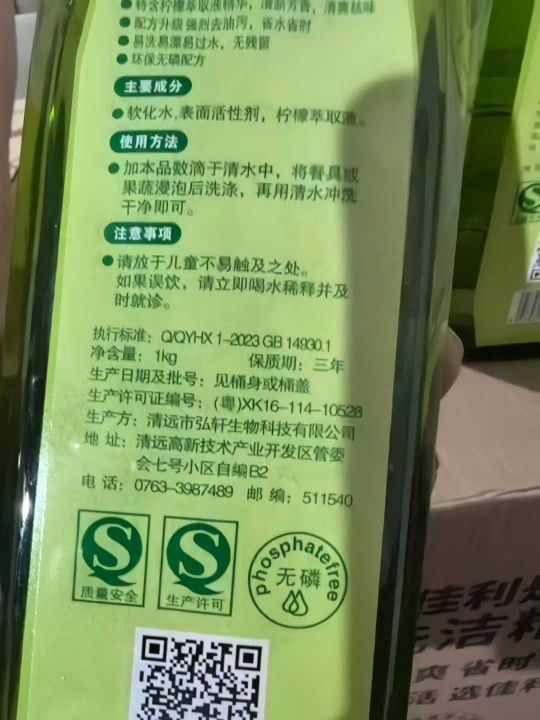 ●特含柠檬萃取液精华，清新芳香，清爽祛味
●配方升级强烈去油污，省水省时
●易洗易漂易过水，无残留
●环保无磷配方
主要成分
●软化水、表面活性剂，柠檬萃取液。
使用方法
●加本品数滴于清水中，将餐具或
果蔬漫泡后洗涤，再用清水冲洗
干净即可。
注意事项
●请放于儿童不易触及之处。
如果误饮，请立即喝水稀释并及
时就诊。
执行标准：Q/QYHX 1-2023 GB 14930.1
净含量：1kg 保质期：三年
生产日期及批号：见桶身或桶盖
生产许可证编号：(粤)XK16-114-10528
生产方：清远市弘轩生物科技有限公司
地 址：清远高新技术产业开发区管委
会七号小区自编B2
电 话：0763-3987489 邮 编：511540
质量安全
生产许可
phosphatefree
无磷
佳利
洁精
爽 省时
活 选佳